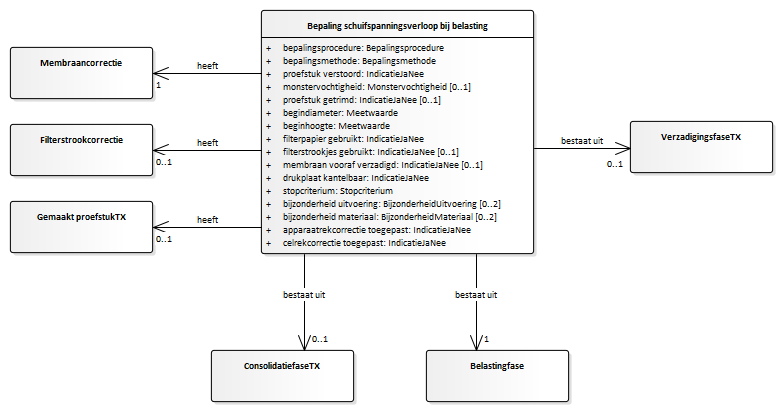 Bepaling schuifspanningsverloop bij belasting
+ bepalingsprocedure: Bepalingsprocedure
+ bepalingsmethode: Bepalingsmethode
+ proefstuk verstoord: IndicatieJaNee
+ monstervochtigheid: Monstervochtigheid [0..1]
+ proefstuk getrimd: IndicatieJaNee [0..1]
+ begindiameter: Meetwaarde
+ beginhoogte: Meetwaarde
+ filterpapier gebruikt: IndicatieJaNee
+ filterstrookjes gebruikt: IndicatieJaNee [0..1]
+ membraan vooraf verzadigd: IndicatieJaNee [0..1]
+ drukplaat kantelbaar: IndicatieJaNee
+ stopcriterium: Stopcriterium
+ bijzonderheid uitvoering: BijzonderheidUitvoering [0..2]
+ bijzonderheid materiaal: BijzonderheidMateriaal [0..2]
+ apparaatrekcorrectie toegepast: IndicatieJaNee
+ celrekcorrectie toegepast: IndicatieJaNee
Membraancorrectie
heeft
1
Filterstrookcorrectie
heeft
0..1
Gemaakt proefstukTX
heeft
0..1
bestaat uit
0..1
VerzadigingsfaseTX
bestaat uit
0..1
ConsolidatiefaseTX
bestaat uit
1
Belastingfase